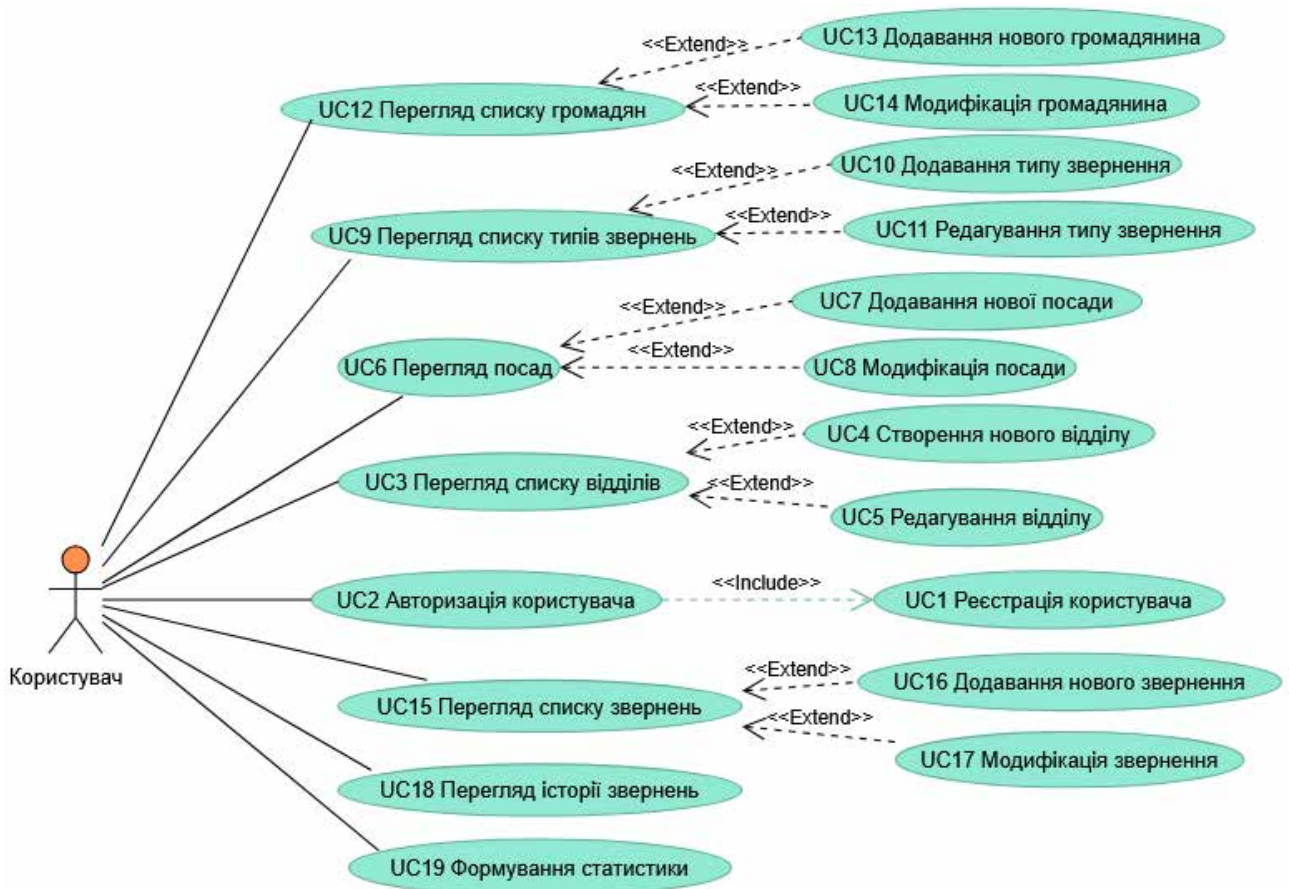 <<Extend>>
UC13 Додавання нового громадянина
<<Extend>>
UC12 Перегляд списку громадян
UC14 Модифікація громадянина
<<Extend>>
UC10 Додавання типу звернення
<<Extend>>
UC9 Перегляд списку типів звернень
UC11 Редагування типу звернення
<<Extend>>
UC7 Додавання нової посади
<<Extend>>
UC6 Перегляд посад
UC8 Модифікація посади
<<Extend>>
UC4 Створення нового відділу
UC3 Перегляд списку відділів
<<Extend>>
UC5 Редагування відділу
<<Include>>
UC2 Авторизація користувача
UC1 Реєстрація користувача
Користувач
<<Extend>>
UC16 Додавання нового звернення
UC15 Перегляд списку звернень
<<Extend>>
UC17 Модифікація звернення
UC18 Перегляд історії звернень
UC19 Формування статистики